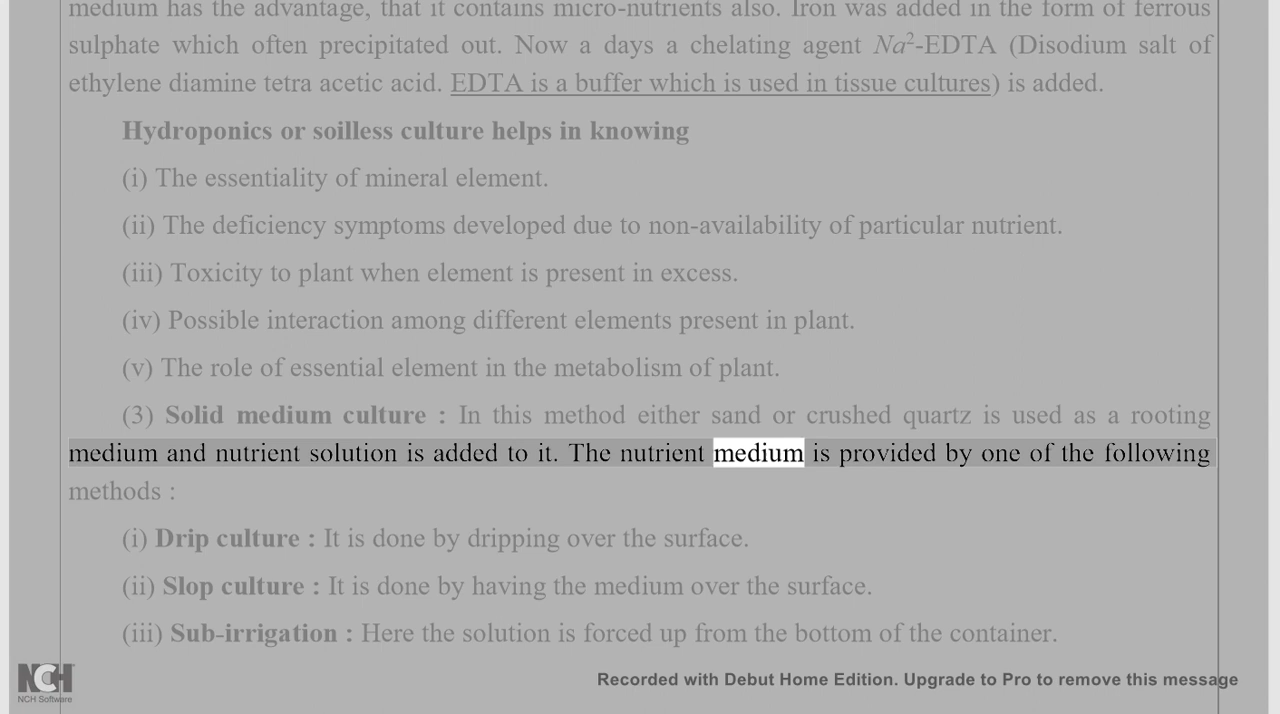 medium has the advantage, that it contains micro-nutrients also. Iron was added in the form of ferrous
sulphate which often precipitated out. Now a days a chelating agent Na²-EDTA (Disodium salt of
ethylene diamine tetra acetic acid. EDTA is a buffer which is used in tissue cultures) is added.
Hydroponics or soilless culture helps in knowing
(i) The essentiality of mineral element.
(ii) The deficiency symptoms developed due to non-availability of particular nutrient.
(iii) Toxicity to plant when element is present in excess.
(iv) Possible interaction among different elements present in plant.
(v) The role of essential element in the metabolism of plant.
(3) Solid medium culture : In this method either sand or crushed quartz is used as a rooting
medium and nutrient solution is added to it. The nutrient medium is provided by one of the following
methods :
(i) Drip culture : It is done by dripping over the surface.
(ii) Slop culture : It is done by having the medium over the surface.
(iii) Sub-irrigation : Here the solution is forced up from the bottom of the container.
NCH
NCH Software
Recorded with Debut Home Edition. Upgrade to Pro to remove this message